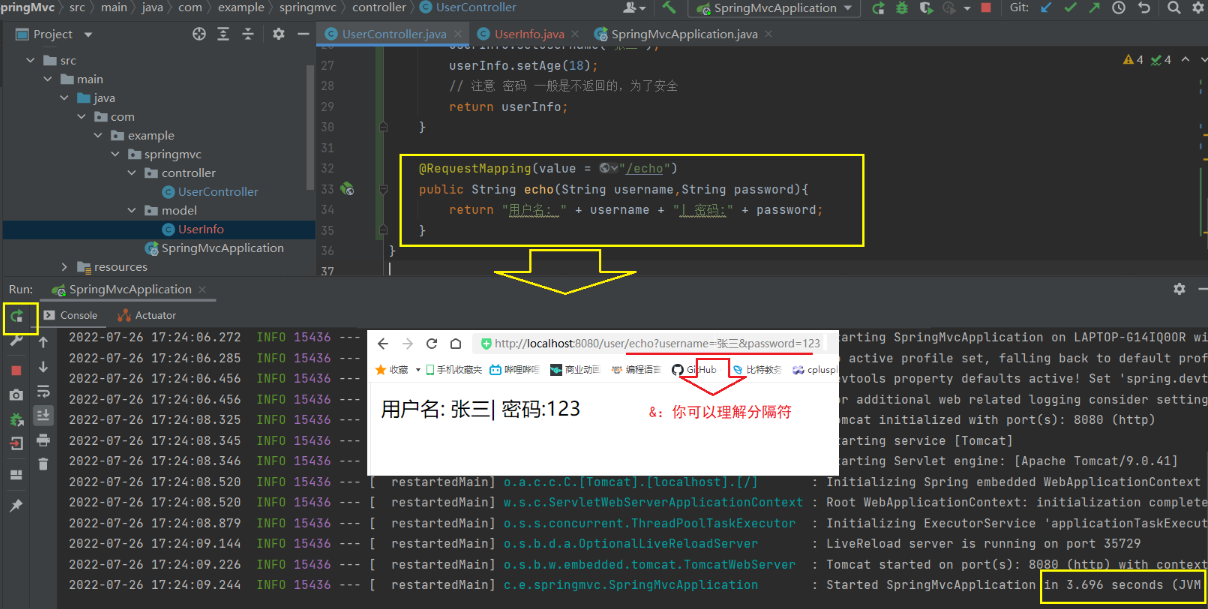 pringMvc 〉 src 〉 main 〉 java 〉 com 〉 example 〉 springmvc 〉 controller 〉 UserController
SpringMvcApplication
Git:
Project
UserController.java
UserInfo.java
SpringMvcApplication.java
src
main
java
com
example
springmvc
controller
UserController
model
UserInfo
SpringMvcApplication
resources
4 4
27 userInfo.setAge(18);
28 // 注意 密码 一般是不返回的，为了安全
29 return userInfo;
30 }
31
32 @RequestMapping(value = "/echo")
33 public String echo(String username,String password){
34 return "用户名: " + username + "| 密码:" + password;
35 }
36 }
37
Run: SpringMvcApplication
Console Actuator
2022-07-26 17:24:06.272 INFO 15436 --- tarting SpringMvcApplication on LAPTOP-G14IQ0OR wi
2022-07-26 17:24:06.285 INFO 15436 --- active profile set, falling back to default prof
2022-07-26 17:24:06.456 INFO 15436 --- evtools property defaults active! Set 'spring.dev
2022-07-26 17:24:06.456 INFO 15436 --- or additional web related logging consider settin
2022-07-26 17:24:08.325 INFO 15436 --- omcat initialized with port(s): 8080 (http)
2022-07-26 17:24:08.345 INFO 15436 --- tarting service [Tomcat]
2022-07-26 17:24:08.346 INFO 15436 --- tarting Servlet engine: [Apache Tomcat/9.0.41]
2022-07-26 17:24:08.520 INFO 15436 --- [ restartedMain] o.a.c.c.C.[Tomcat].[localhost].[/] : Initializing Spring embedded WebApplicationContext
2022-07-26 17:24:08.520 INFO 15436 --- [ restartedMain] w.s.c.ServletWebServerApplicationContext : Root WebApplicationContext: initialization complete
2022-07-26 17:24:08.879 INFO 15436 --- [ restartedMain] o.s.s.concurrent.ThreadPoolTaskExecutor : Initializing ExecutorService 'applicationTaskExecut
2022-07-26 17:24:09.144 INFO 15436 --- [ restartedMain] o.s.b.d.a.OptionalLiveReloadServer : LiveReload server is running on port 35729
2022-07-26 17:24:09.226 INFO 15436 --- [ restartedMain] o.s.b.w.embedded.tomcat.TomcatWebServer : Tomcat started on port(s): 8080 (http) with context
2022-07-26 17:24:09.244 INFO 15436 --- [ restartedMain] c.e.springmvc.SpringMvcApplication : Started SpringMvcApplication in 3.696 seconds (JVM
http://localhost:8080/user/echo?username=张三&password=123
收藏 手机收藏夹 哔哩哔哩 商业动画 编程语言 GitHub 比特教务 cpluspl
用户名: 张三| 密码:123
&：你可以理解分隔符